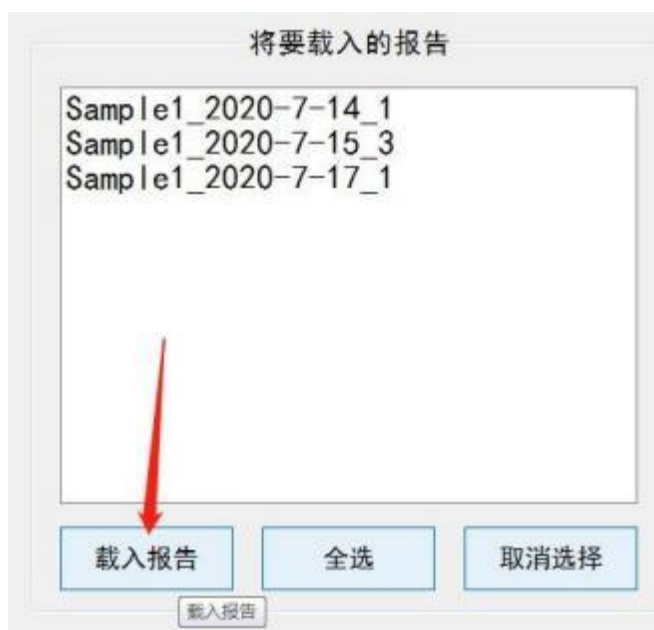 将要载入的报告
Sample1_2020-7-14_1
Sample1_2020-7-15_3
Sample1_2020-7-17_1
载入报告 全选 取消选择
载入报告